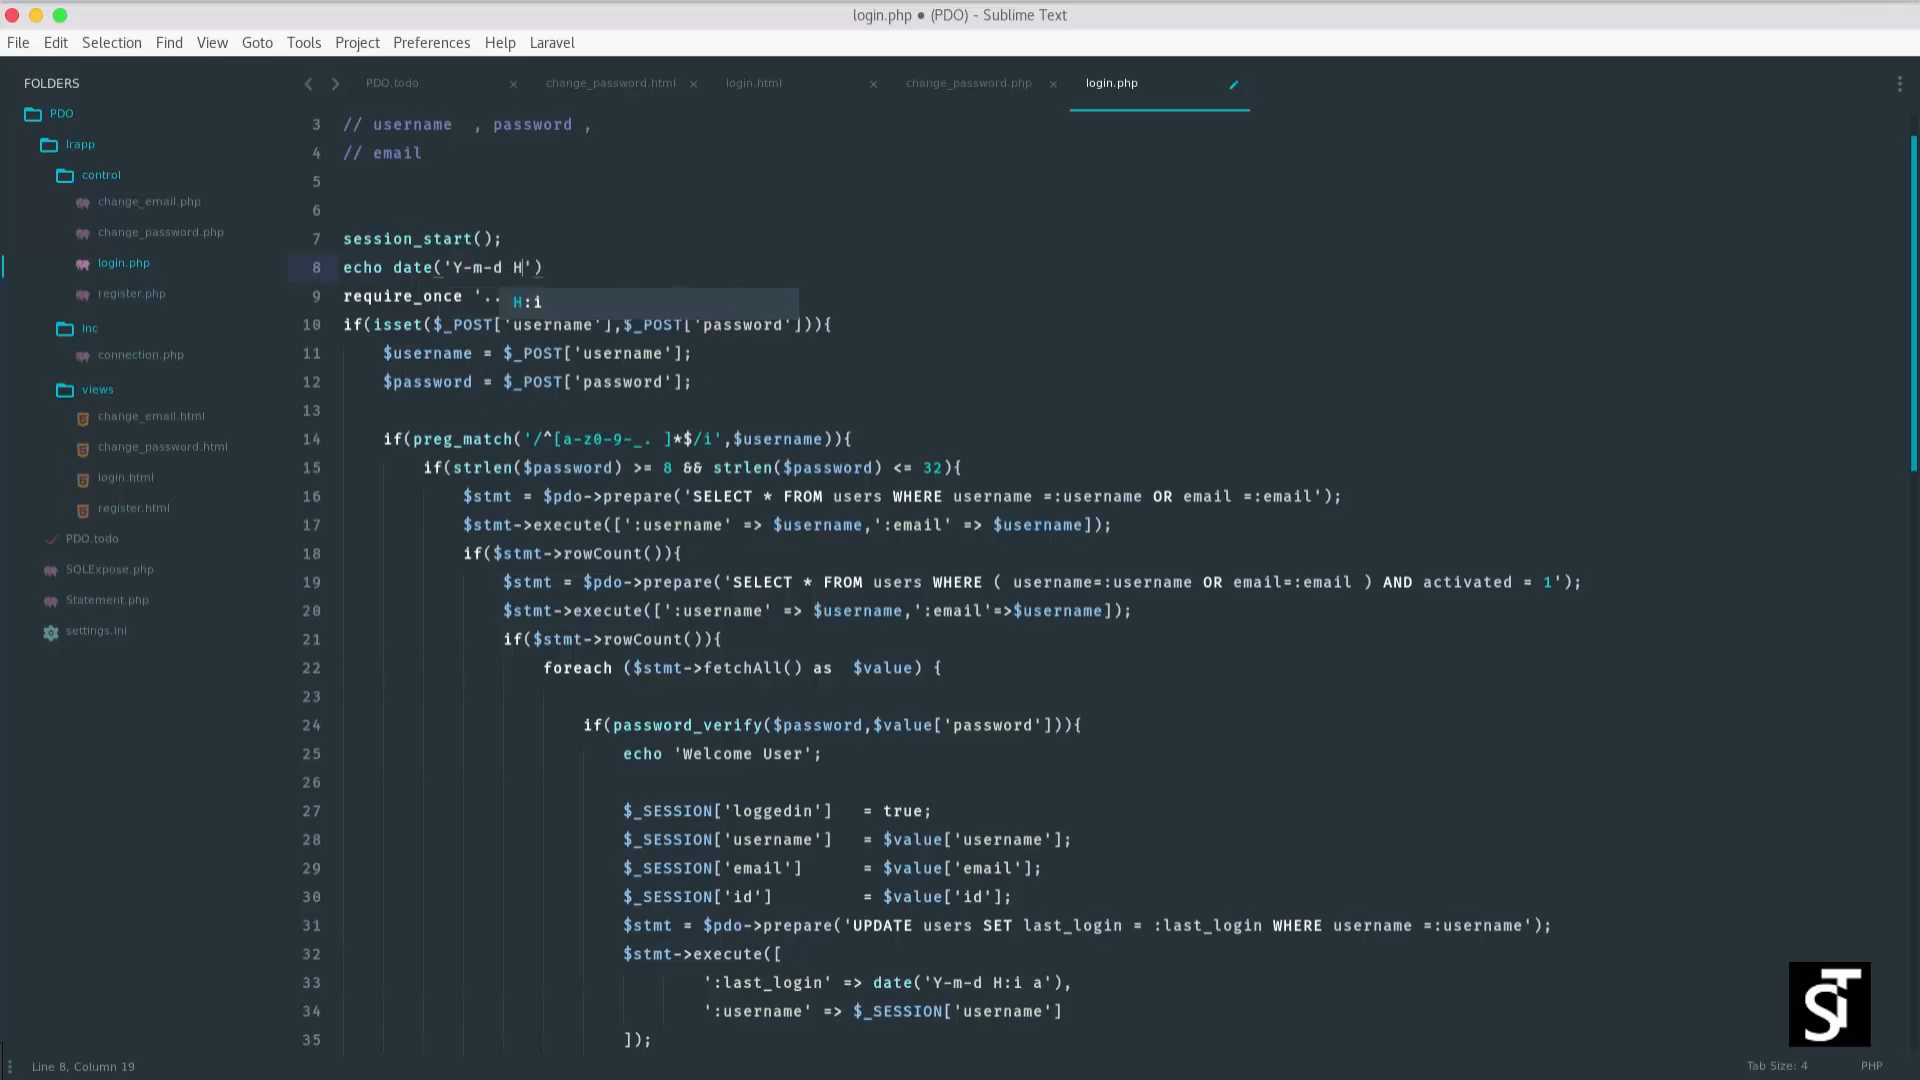 login.php • (PDO) - Sublime Text
File Edit Selection Find View Goto Tools Project Preferences Help Laravel
FOLDERS
PDO
lrapp
control
change_email.php
change_password.php
login.php
register.php
inc
connection.php
views
change_email.html
change_password.html
login.html
register.html
PDO.todo
SQLExpose.php
Statement.php
settings.ini
PDO.todo × change_password.html × login.html × change_password.php × login.php
3 // username  , password ,
4 // email
5
6
7 session_start();
8 echo date('Y-m-d H')
9 require_once '..
H:i
10 if(isset($_POST['username'],$_POST['password'])){
11 $username = $_POST['username'];
12 $password = $_POST['password'];
13
14 if(preg_match('/^[a-z0-9-_. ]*$/i',$username)){
15 if(strlen($password) >= 8 && strlen($password) <= 32){
16 $stmt = $pdo->prepare('SELECT * FROM users WHERE username =:username OR email =:email');
17 $stmt->execute([':username' => $username,':email' => $username]);
18 if($stmt->rowCount()){
19 $stmt = $pdo->prepare('SELECT * FROM users WHERE ( username=:username OR email=:email ) AND activated = 1');
20 $stmt->execute([':username' => $username,':email'=>$username]);
21 if($stmt->rowCount()){
22 foreach ($stmt->fetchAll() as  $value) {
23
24 if(password_verify($password,$value['password'])){
25 echo 'Welcome User';
26
27 $_SESSION['loggedin']   = true;
28 $_SESSION['username']   = $value['username'];
29 $_SESSION['email']      = $value['email'];
30 $_SESSION['id']         = $value['id'];
31 $stmt = $pdo->prepare('UPDATE users SET last_login = :last_login WHERE username =:username');
32 $stmt->execute([
33 ':last_login' => date('Y-m-d H:i a'),
34 ':username' => $_SESSION['username']
35 ]);
Line 8, Column 19
Tab Size: 4 PHP